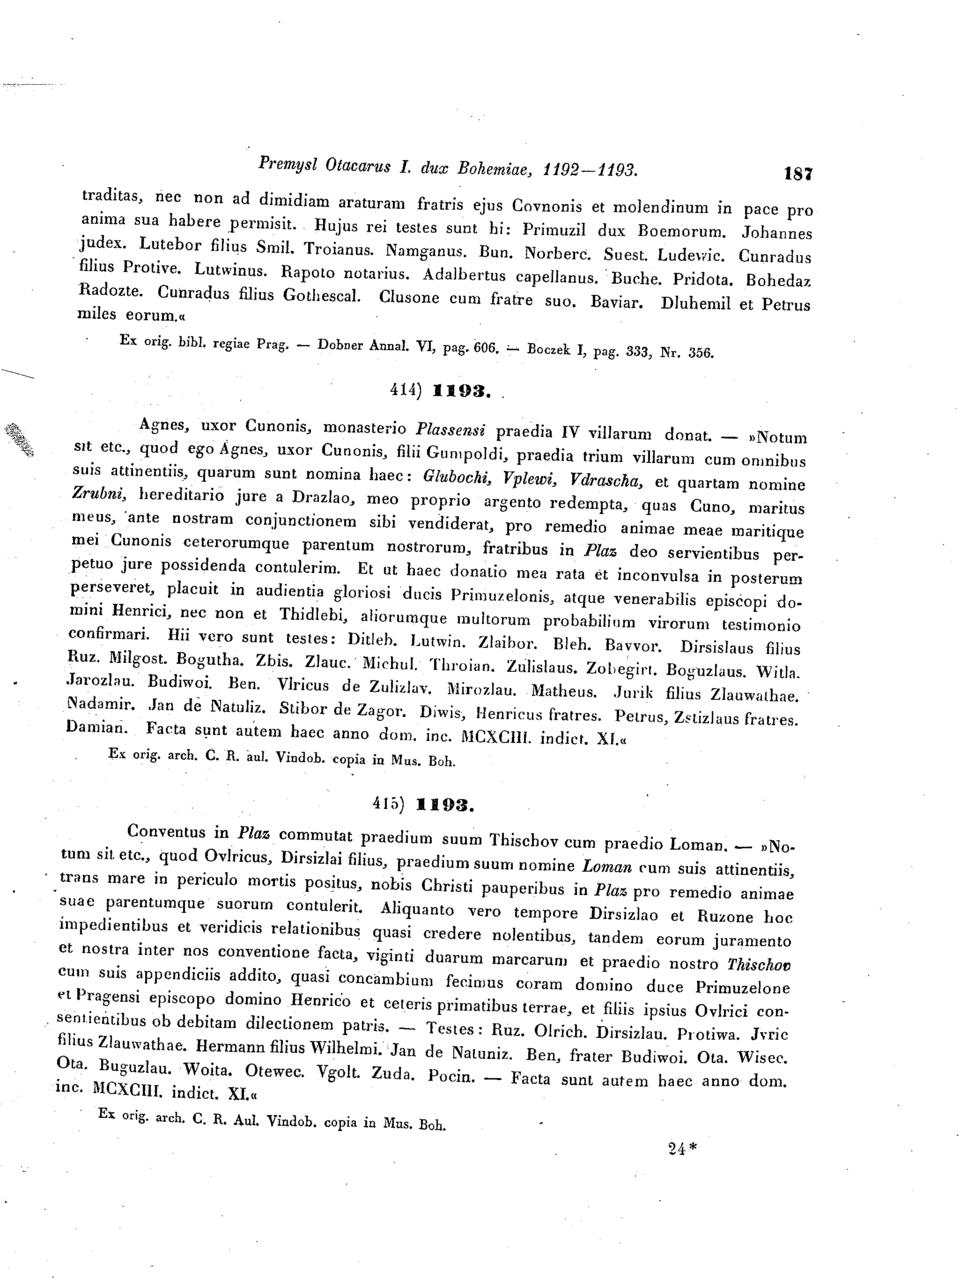 Premysl Otacarus I. dux Bohemiae, 1192—1193. 187
traditas, nec non ad dimidiam araturam fratris ejus Covnonis et molendinum in pace pro
anima sua habere permisit. Hujus rei testes sunt hi: Primuzil dux Boemorum. Johannes
judex. Lutebor filius Smil. Troianus. Namganus. Bun. Norberc. Suest. Ludewic. Cunradus
filius Protive. Lutwinus. Rapoto notarius. Adalbertus capellanus. Buche. Pridota. Bohedaz
Radozte. Cunradus filius Gothescal. Clusone cum fratre suo. Baviar. Dluhemil et Petrus
miles eorum.«
Ex orig. bibl. regiae Prag. — Dobner Annal. VI, pag. 606. — Boczek I, pag. 333, Nr. 356.
414) 1193.
Agnes, uxor Cunonis, monasterio Plassensi praedia IV villarum donat. — »Notum
sit etc., quod ego Agnes, uxor Cunonis, filii Gumpoldi, praedia trium villarum cum omnibus
suis attinentiis, quarum sunt nomina haec: Glubochi, Vplewi, Vdrascha, et quartam nomine
Zrubni, hereditario jure a Drazlao, meo proprio argento redempta, quas Cuno, maritus
meus, ante nostram conjunctionem sibi vendiderat, pro remedio animae meae maritique
mei Cunonis ceterorumque parentum nostrorum, fratribus in Plaz deo servientibus per-
petuo jure possidenda contulerim. Et ut haec donatio mea rata et inconvulsa in posterum
perseveret, placuit in audientia gloriosi ducis Primuzelonis, atque venerabilis episcopi do-
mini Henrici, nec non et Thidlebi, aliorumque multorum probabilium virorum testimonio
confirmari. Hii vero sunt testes: Ditleb. Lutwin. Zlaibor. Bleh. Bavvor. Dirsislaus filius
Ruz. Milgost. Bogutha. Zbis. Zlauc. Michul. Throian. Zulislaus. Zobegirt. Boguzlaus. Witla.
Jarozlau. Budiwoi. Ben. Vlricus de Zulizlav. Mirozlau. Matheus. Jurik filius Zlauwathae.
Nadamir. Jan de Natuliz. Stibor de Zagor. Diwis, Henricus fratres. Petrus, Zstizlaus fratres.
Damian. Facta sunt autem haec anno dom. inc. MCXCIII. indict. XI.«
Ex orig. arch. C. R. aul. Vindob. copia in Mus. Boh.
415) 1193.
Conventus in Plaz commutat praedium suum Thischov cum praedio Loman. — »No-
tum sit etc., quod Ovlricus, Dirsizlai filius, praedium suum nomine Loman cum suis attinentiis,
trans mare in periculo mortis positus, nobis Christi pauperibus in Plaz pro remedio animae
suae parentumque suorum contulerit. Aliquanto vero tempore Dirsizlao et Ruzone hoc
impedientibus et veridicis relationibus quasi credere nolentibus, tandem eorum juramento
et nostra inter nos conventione facta, viginti duarum marcarum et praedio nostro Thischov
cum suis appendiciis addito, quasi concambium fecimus coram domino duce Primuzelone
et Pragensi episcopo domino Henrico et ceteris primatibus terrae, et filiis ipsius Ovlrici con-
sentientibus ob debitam dilectionem patris. — Testes: Ruz. Olrich. Dirsizlau. Protiwa. Jvric
filius Zlauwathae. Hermann filius Wilhelmi. Jan de Natuniz. Ben, frater Budiwoi. Ota. Wisec.
Ota. Buguzlau. Woita. Otewec. Vgolt. Zuda. Pocin. — Facta sunt autem haec anno dom.
inc. MCXCIII. indict. XI.«
Ex orig. arch. C. R. Aul. Vindob. copia in Mus. Boh.
24*